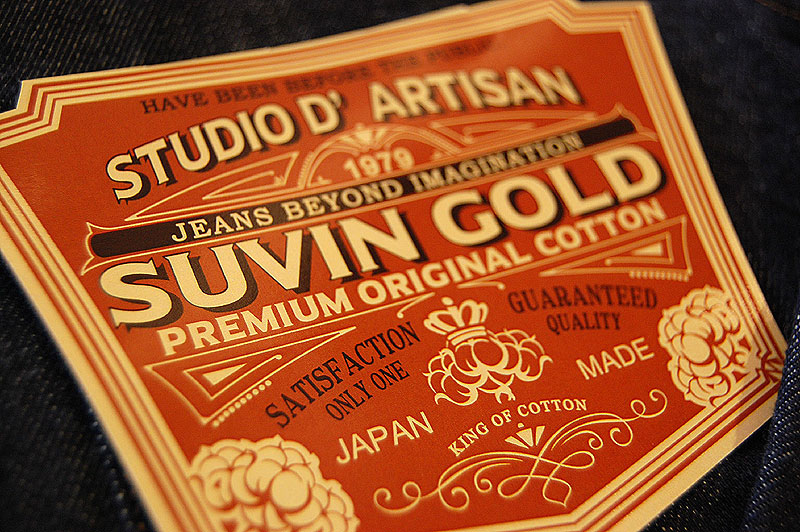 HAVE BEEN BEFORE THE PUBLIC
STUDIO D' ARTISAN
1979
JEANS BEYOND IMAGINATION
SUVIN GOLD
PREMIUM ORIGINAL COTTON
SATISFACTION
ONLY ONE
GUARANTEED
QUALITY
JAPAN
MADE
KING OF COTTON